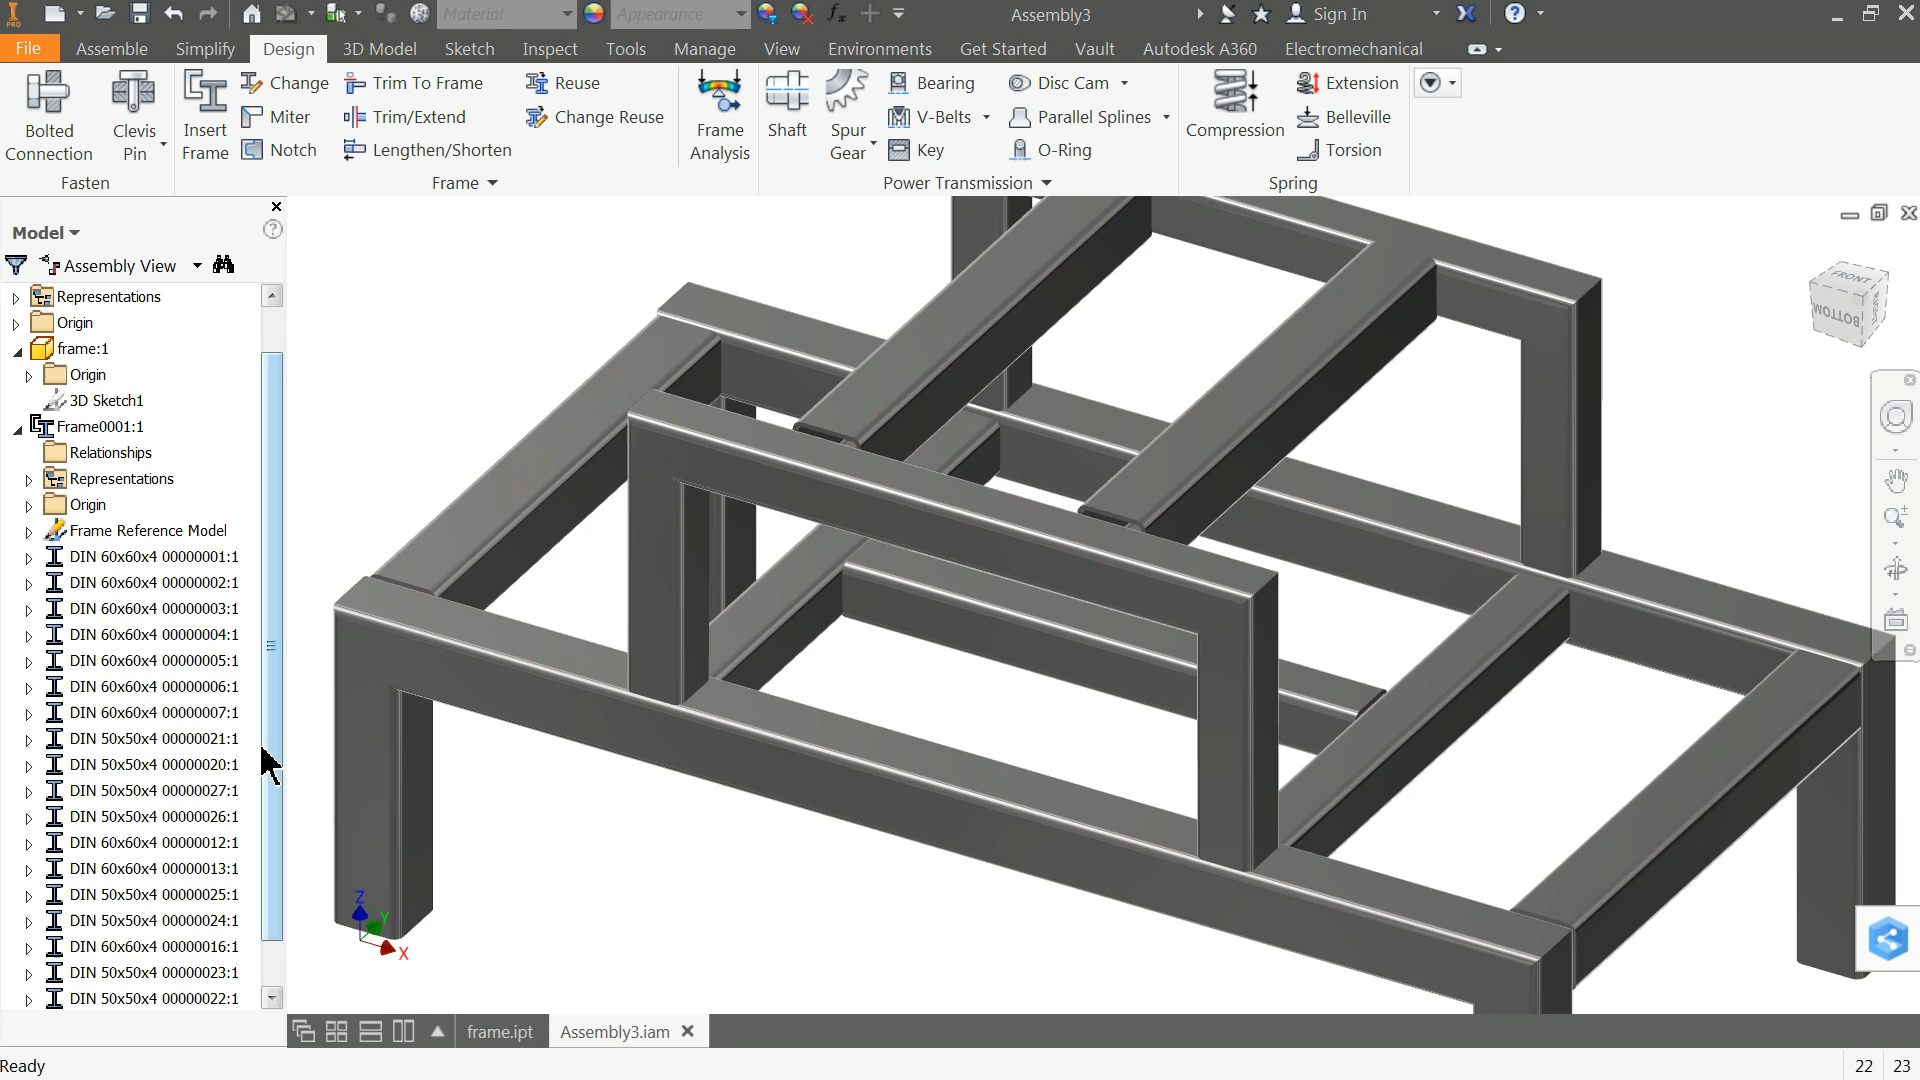 PRO
Material
Appearance
Assembly3
Sign In
File
Assemble
Simplify
Design
3D Model
Sketch
Inspect
Tools
Manage
View
Environments
Get Started
Vault
Autodesk A360
Electromechanical
Bolted Connection
Clevis Pin
Fasten
Insert Frame
Change
Miter
Notch
Trim To Frame
Trim/Extend
Lengthen/Shorten
Reuse
Change Reuse
Frame
Frame Analysis
Shaft
Spur Gear
Bearing
V-Belts
Key
Disc Cam
Parallel Splines
O-Ring
Power Transmission
Compression
Extension
Belleville
Torsion
Spring
Model
Assembly View
Representations
Origin
frame:1
Origin
3D Sketch1
Frame0001:1
Relationships
Representations
Origin
Frame Reference Model
DIN 60x60x4 00000001:1
DIN 60x60x4 00000002:1
DIN 60x60x4 00000003:1
DIN 60x60x4 00000004:1
DIN 60x60x4 00000005:1
DIN 60x60x4 00000006:1
DIN 60x60x4 00000007:1
DIN 50x50x4 00000021:1
DIN 50x50x4 00000020:1
DIN 50x50x4 00000027:1
DIN 50x50x4 00000026:1
DIN 60x60x4 00000012:1
DIN 60x60x4 00000013:1
DIN 50x50x4 00000025:1
DIN 50x50x4 00000024:1
DIN 60x60x4 00000016:1
DIN 50x50x4 00000023:1
DIN 50x50x4 00000022:1
FRONT
BOTTOM
Z
Y
X
frame.ipt
Assembly3.iam
Ready
22
23